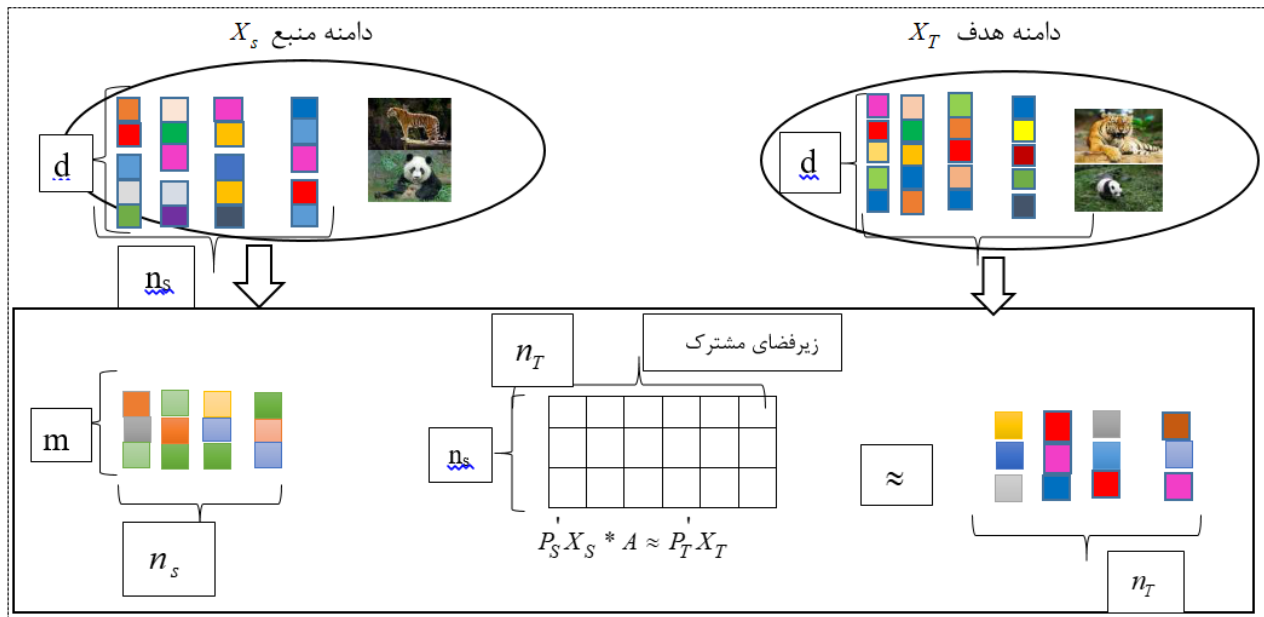 دامنه منبع X_s
دامنه هدف X_T
d
d
n_s
n_T
زیرفضای مشترک
m
n_s
≈
P'_S X_S * A ≈ P'_T X_T
n_s
n_T